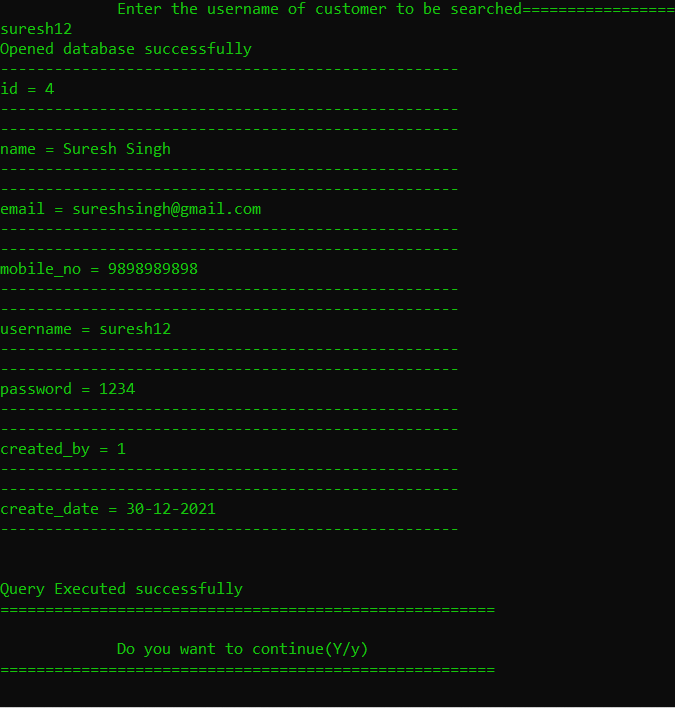 Enter the username of customer to be searched=================
suresh12
Opened database successfully
---------------------------------------------------
id = 4
---------------------------------------------------
---------------------------------------------------
name = Suresh Singh
---------------------------------------------------
---------------------------------------------------
email = sureshsingh@gmail.com
---------------------------------------------------
---------------------------------------------------
mobile_no = 9898989898
---------------------------------------------------
---------------------------------------------------
username = suresh12
---------------------------------------------------
---------------------------------------------------
password = 1234
---------------------------------------------------
---------------------------------------------------
created_by = 1
---------------------------------------------------
---------------------------------------------------
create_date = 30-12-2021
---------------------------------------------------
Query Executed successfully
=======================================================
Do you want to continue(Y/y)
=======================================================